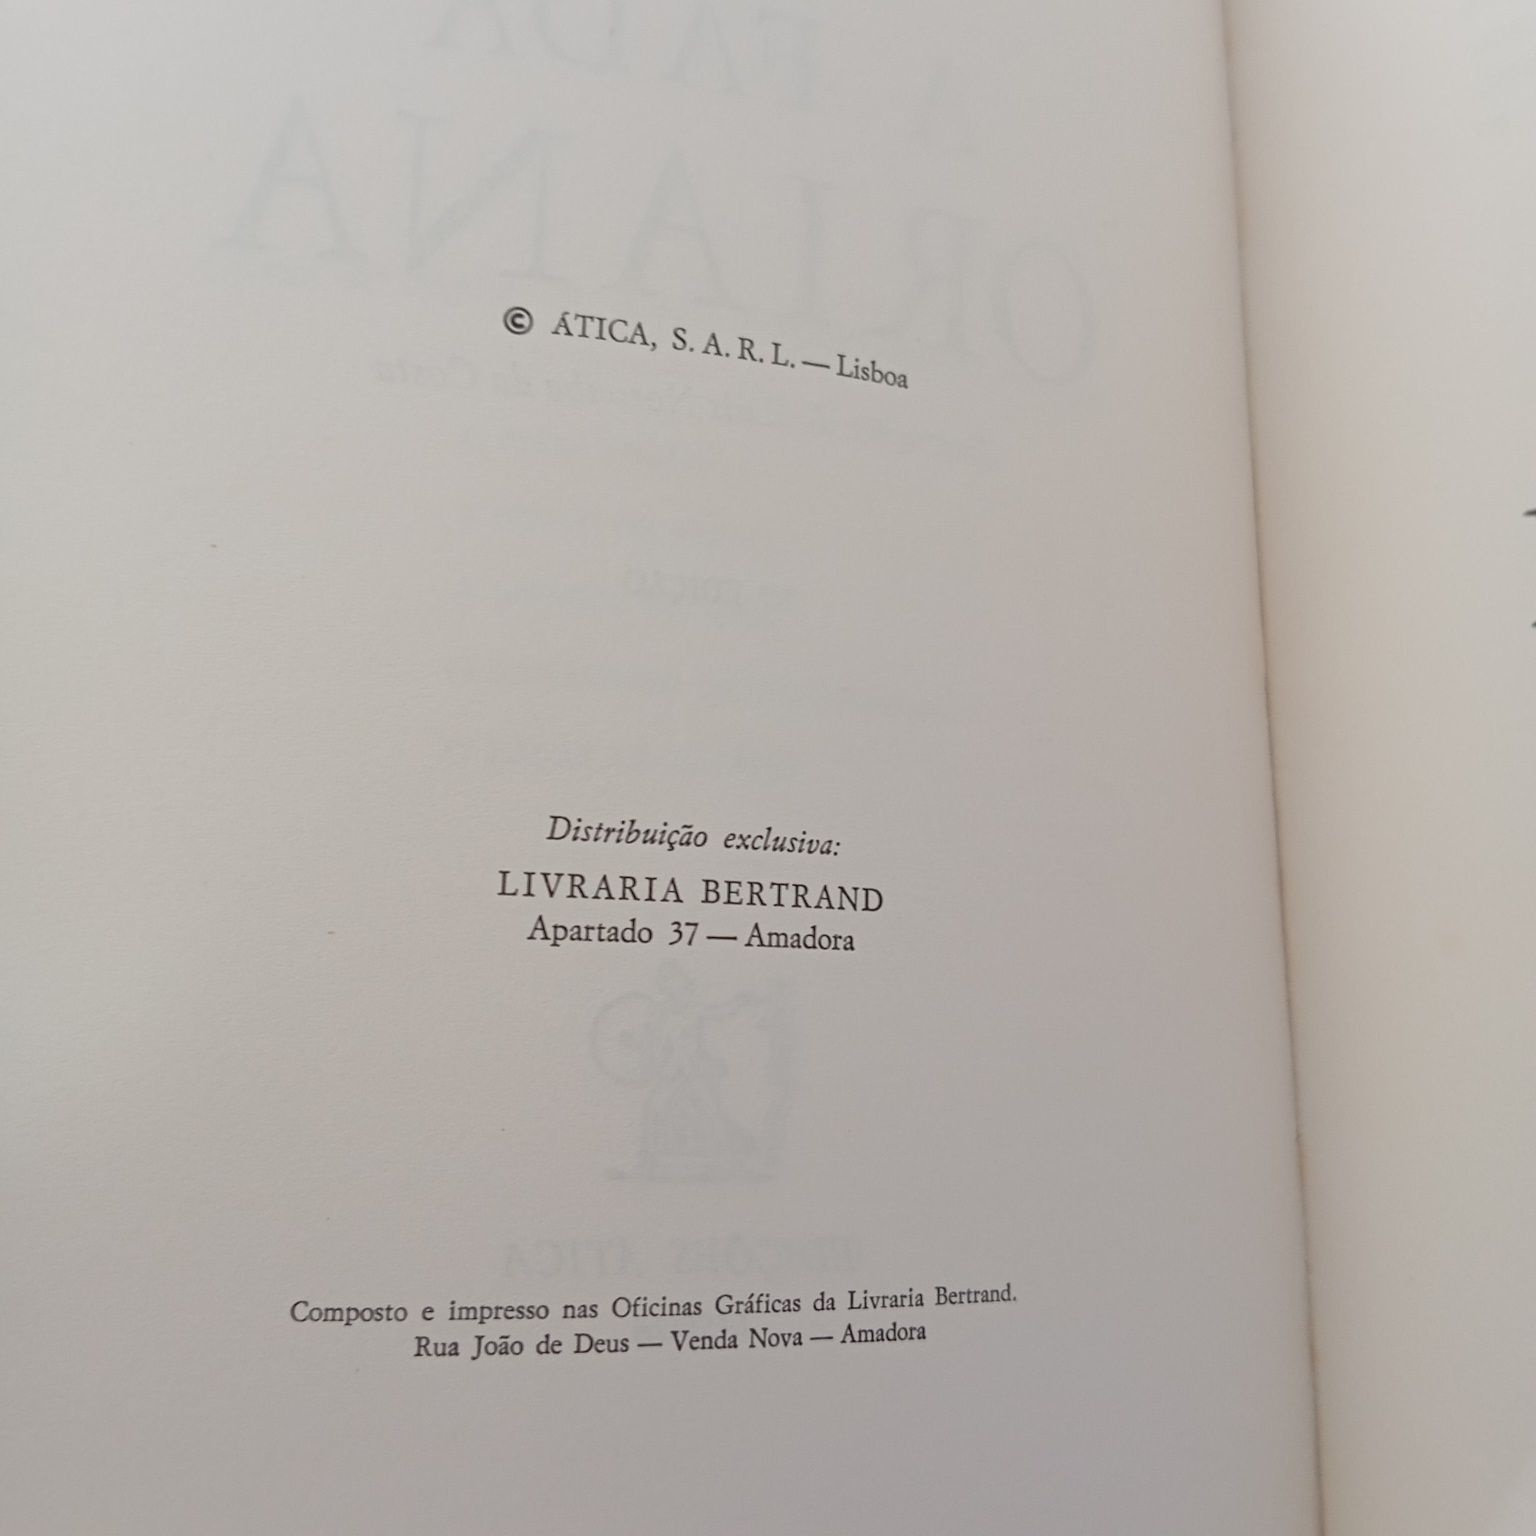 © ÁTICA, S. A. R. L. — Lisboa
Distribuição exclusiva:
LIVRARIA BERTRAND
Apartado 37 — Amadora
Composto e impresso nas Oficinas Gráficas da Livraria Bertrand.
Rua João de Deus — Venda Nova — Amadora